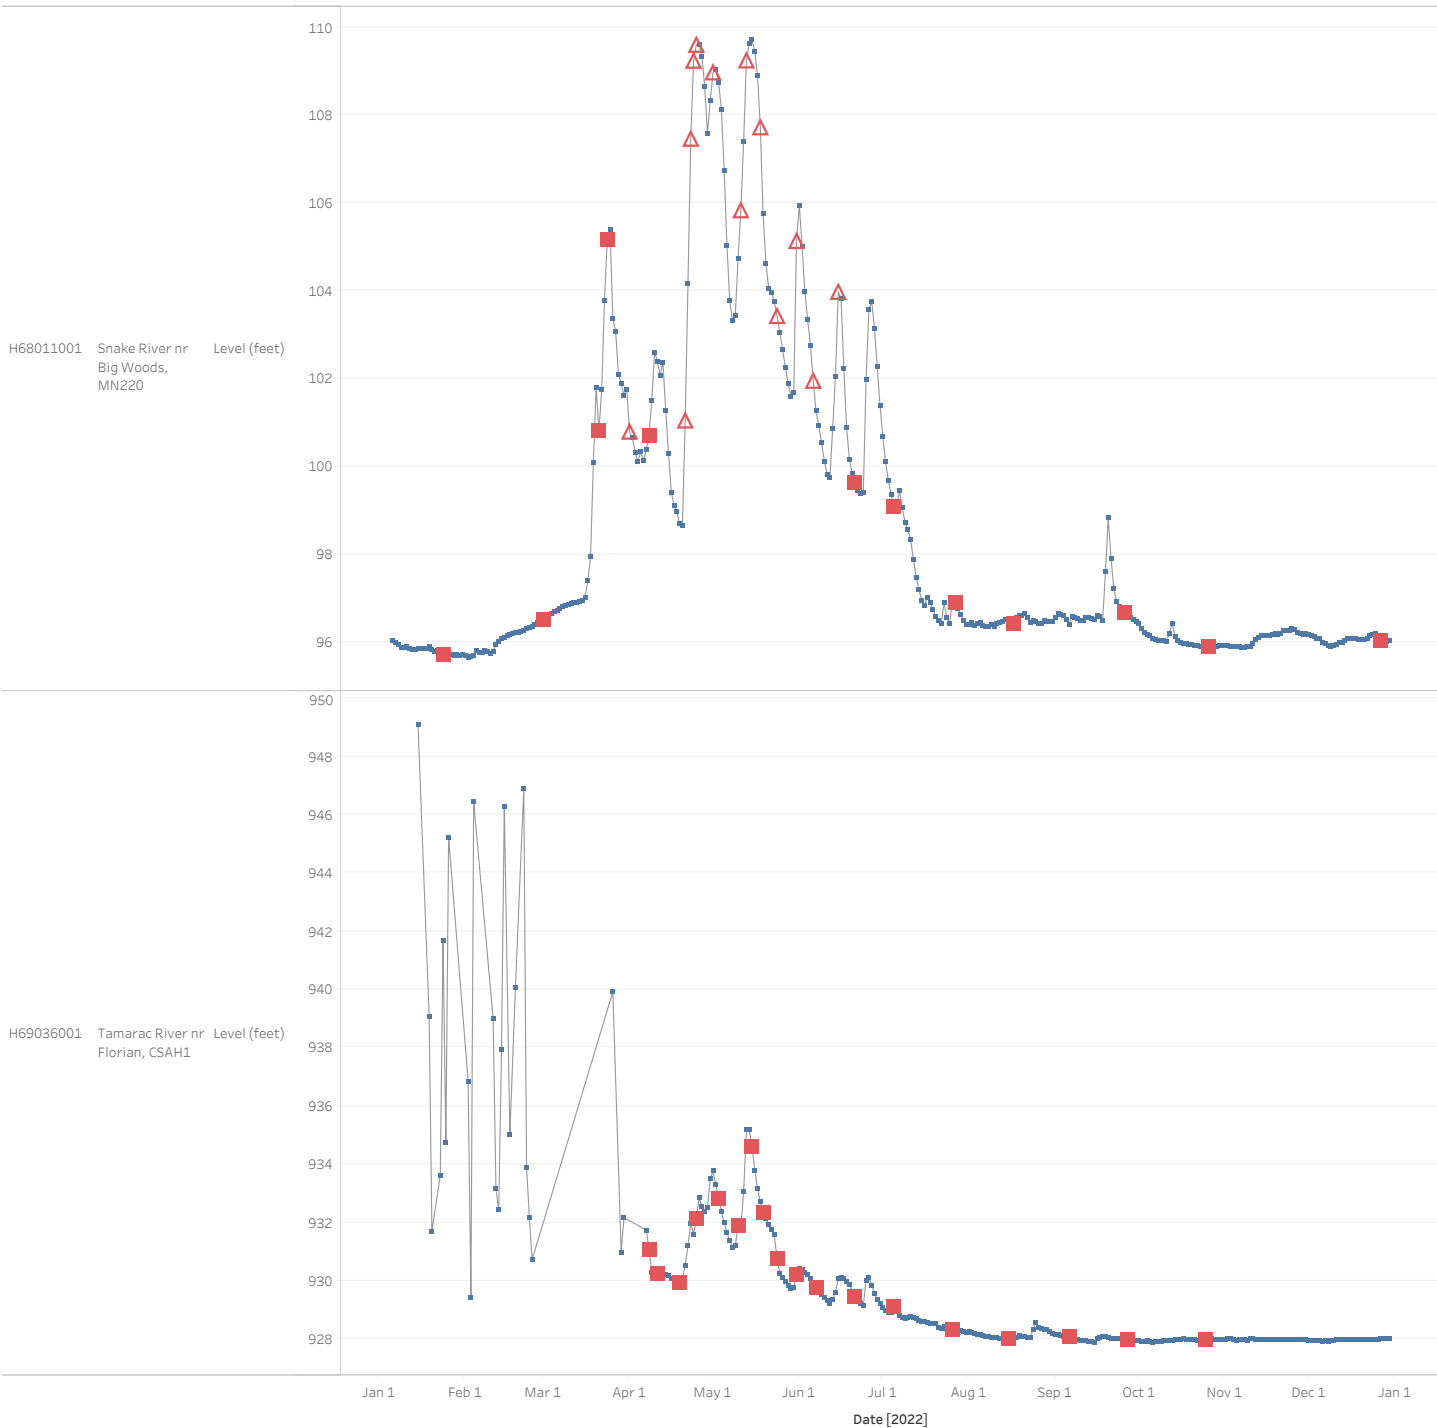 110
108
106
104
H68011001 Snake River nr Level (feet)
Big Woods,
MN220
102
100
98
96
950
948
946
944
942
940
H69036001 Tamarac River nr Level (feet)
Florian, CSAH1
938
936
934
932
930
928
Jan 1 Feb 1 Mar 1 Apr 1 May 1 Jun 1 Jul 1 Aug 1 Sep 1 Oct 1 Nov 1 Dec 1 Jan 1
Date [2022]